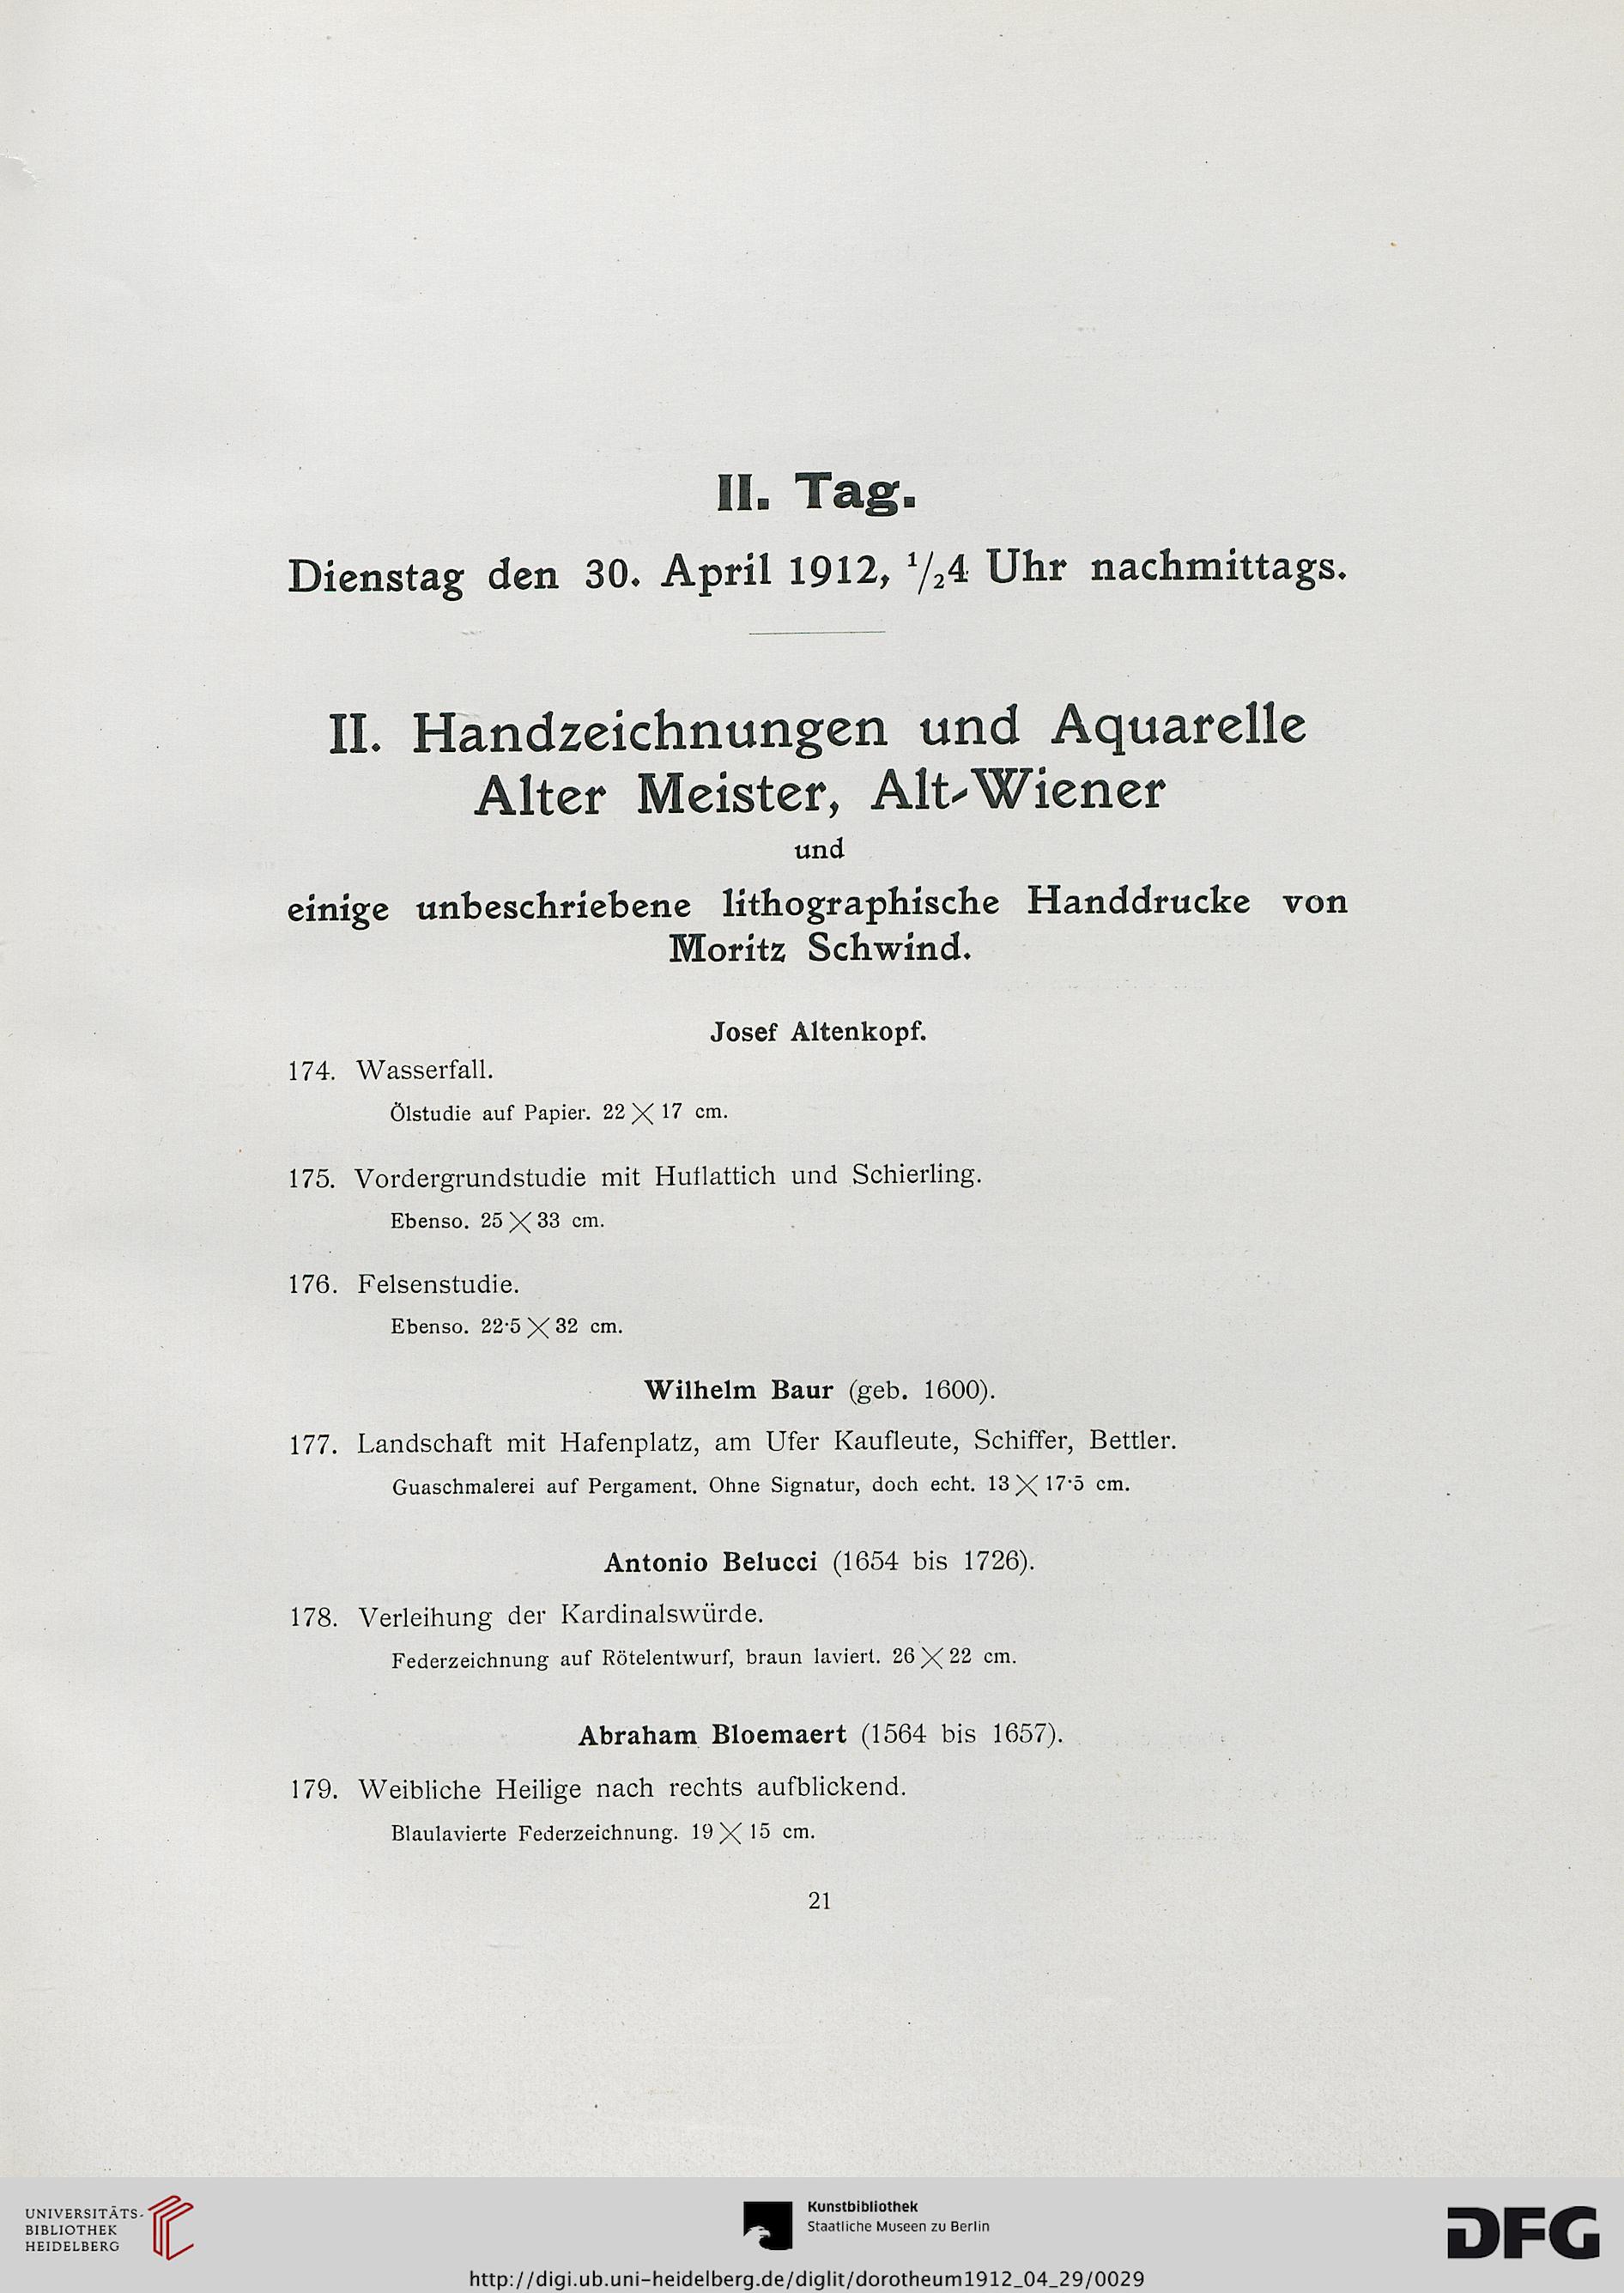 II. Tag.
Dienstag den 30. April 1912, 1/24 Uhr nachmittags.
II. Handzeichnungen und Aquarelle
Alter Meister, Alt-Wiener
und
einige unbeschriebene lithographische Handdrucke von
Moritz Schwind.
Josef Altenkopf.
174. Wasserfall.
Ölstudie auf Papier. 22 × 17 cm.
175. Vordergrundstudie mit Huflattich und Schierling.
Ebenso. 25 × 33 cm.
176. Felsenstudie.
Ebenso. 22·5 × 32 cm.
Wilhelm Baur (geb. 1600).
177. Landschaft mit Hafenplatz, am Ufer Kaufleute, Schiffer, Bettler.
Guaschmalerei auf Pergament. Ohne Signatur, doch echt. 13 × 17·5 cm.
Antonio Belucci (1654 bis 1726).
178. Verleihung der Kardinalswürde.
Federzeichnung auf Rötelentwurf, braun laviert. 26 × 22 cm.
Abraham Bloemaert (1564 bis 1657).
179. Weibliche Heilige nach rechts aufblickend.
Blaulavierte Federzeichnung. 19 × 15 cm.
21
UNIVERSITÄTS-
BIBLIOTHEK
HEIDELBERG
Kunstbibliothek
Staatliche Museen zu Berlin
DFG
http://digi.ub.uni-heidelberg.de/diglit/dorotheum1912_04_29/0029